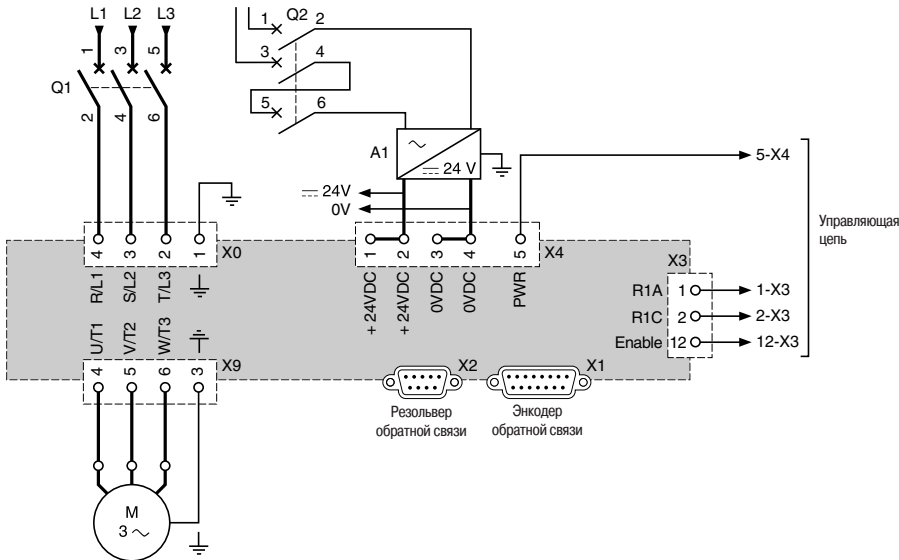 L1 L2 L3
1 3 5
Q1
2 4 6
1 Q2 2
3 4
5 6
A1
24 V
24V
0V
5-X4
Управляющая
цепь
4 3 2 1 X0
R/L1 S/L2 T/L3
1 2 3 4 5 X4
+24VDC +24VDC 0VDC 0VDC PWR
X3
R1A 1 1-X3
R1C 2 2-X3
Enable 12 12-X3
U/T1 V/T2 W/T3
4 5 6 3 X9
X2 X1
Резольвер
обратной связи
Энкодер
обратной связи
M
3